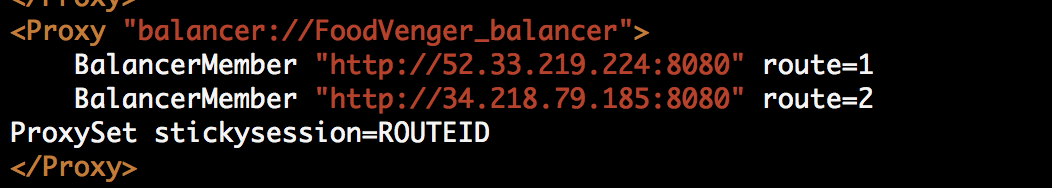 </Proxy>
<Proxy "balancer://FoodVenger_balancer">
    BalancerMember "http://52.33.219.224:8080" route=1
    BalancerMember "http://34.218.79.185:8080" route=2
ProxySet stickysession=ROUTEID
</Proxy>